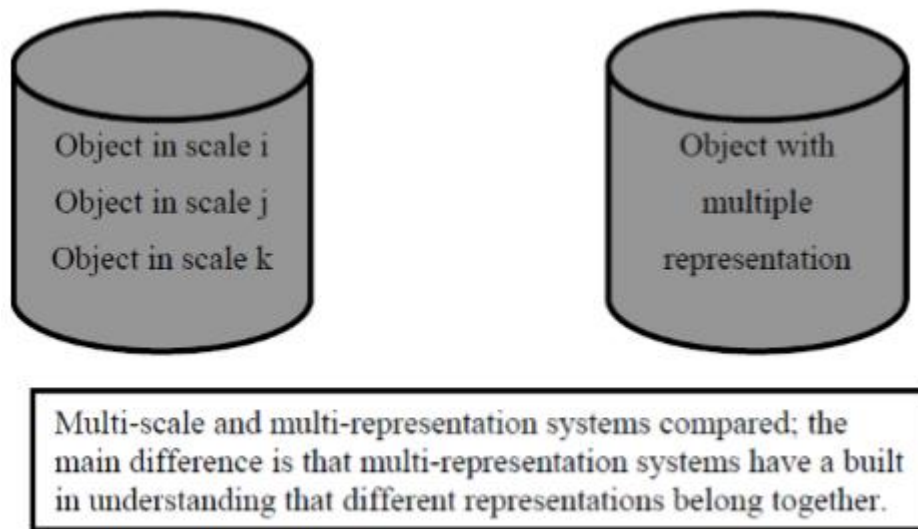 Object in scale i
Object in scale j
Object in scale k
Object with
multiple
representation
Multi-scale and multi-representation systems compared; the
main difference is that multi-representation systems have a built
in understanding that different representations belong together.